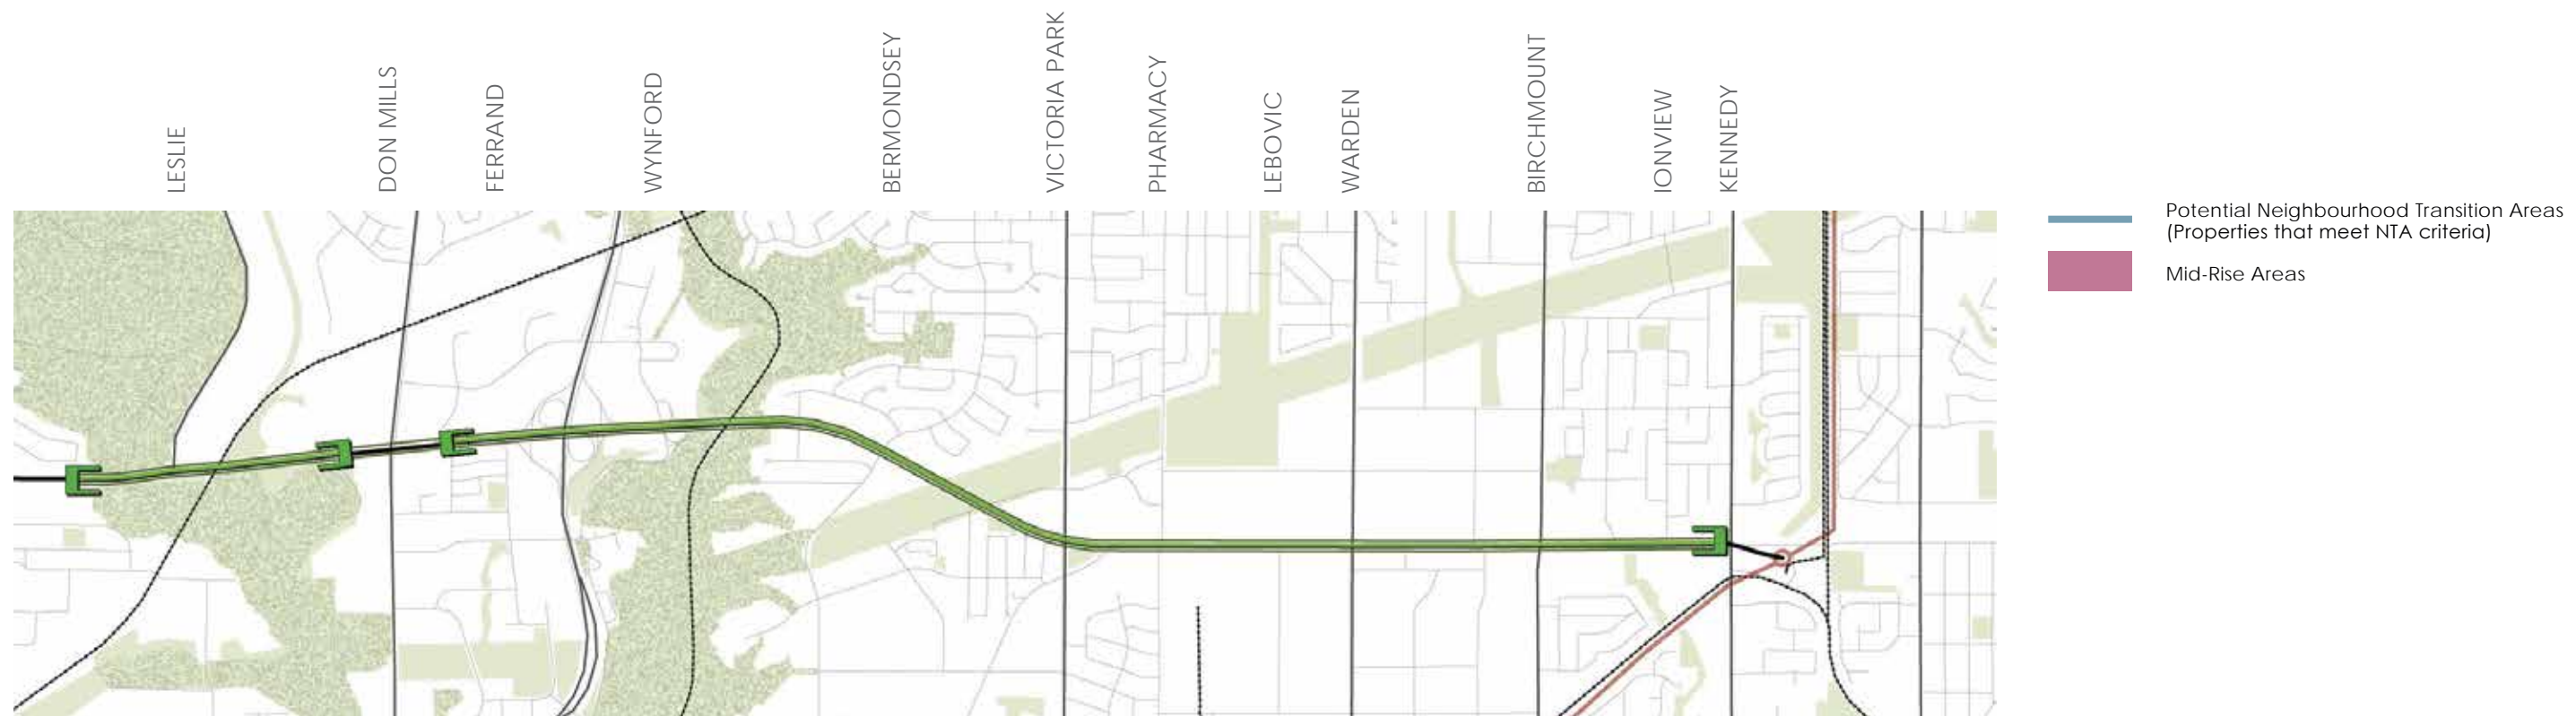 LESLIE
DON MILLS
FERRAND
WYNFORD
BERMONDSEY
VICTORIA PARK
PHARMACY
LEBOVIC
WARDEN
BIRCHMOUNT
IONVIEW
KENNEDY
Potential Neighbourhood Transition Areas
(Properties that meet NTA criteria)
Mid-Rise Areas